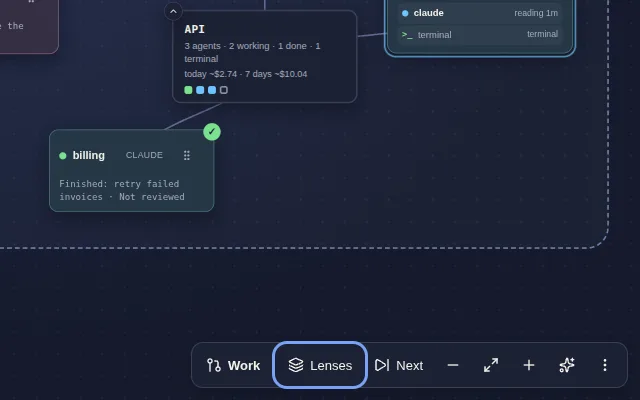 e the
API
3 agents · 2 working · 1 done · 1
terminal
today ~$2.74 · 7 days ~$10.04
claude reading 1m
>_ terminal terminal
billing CLAUDE
Finished: retry failed
invoices · Not reviewed
Work Lenses Next